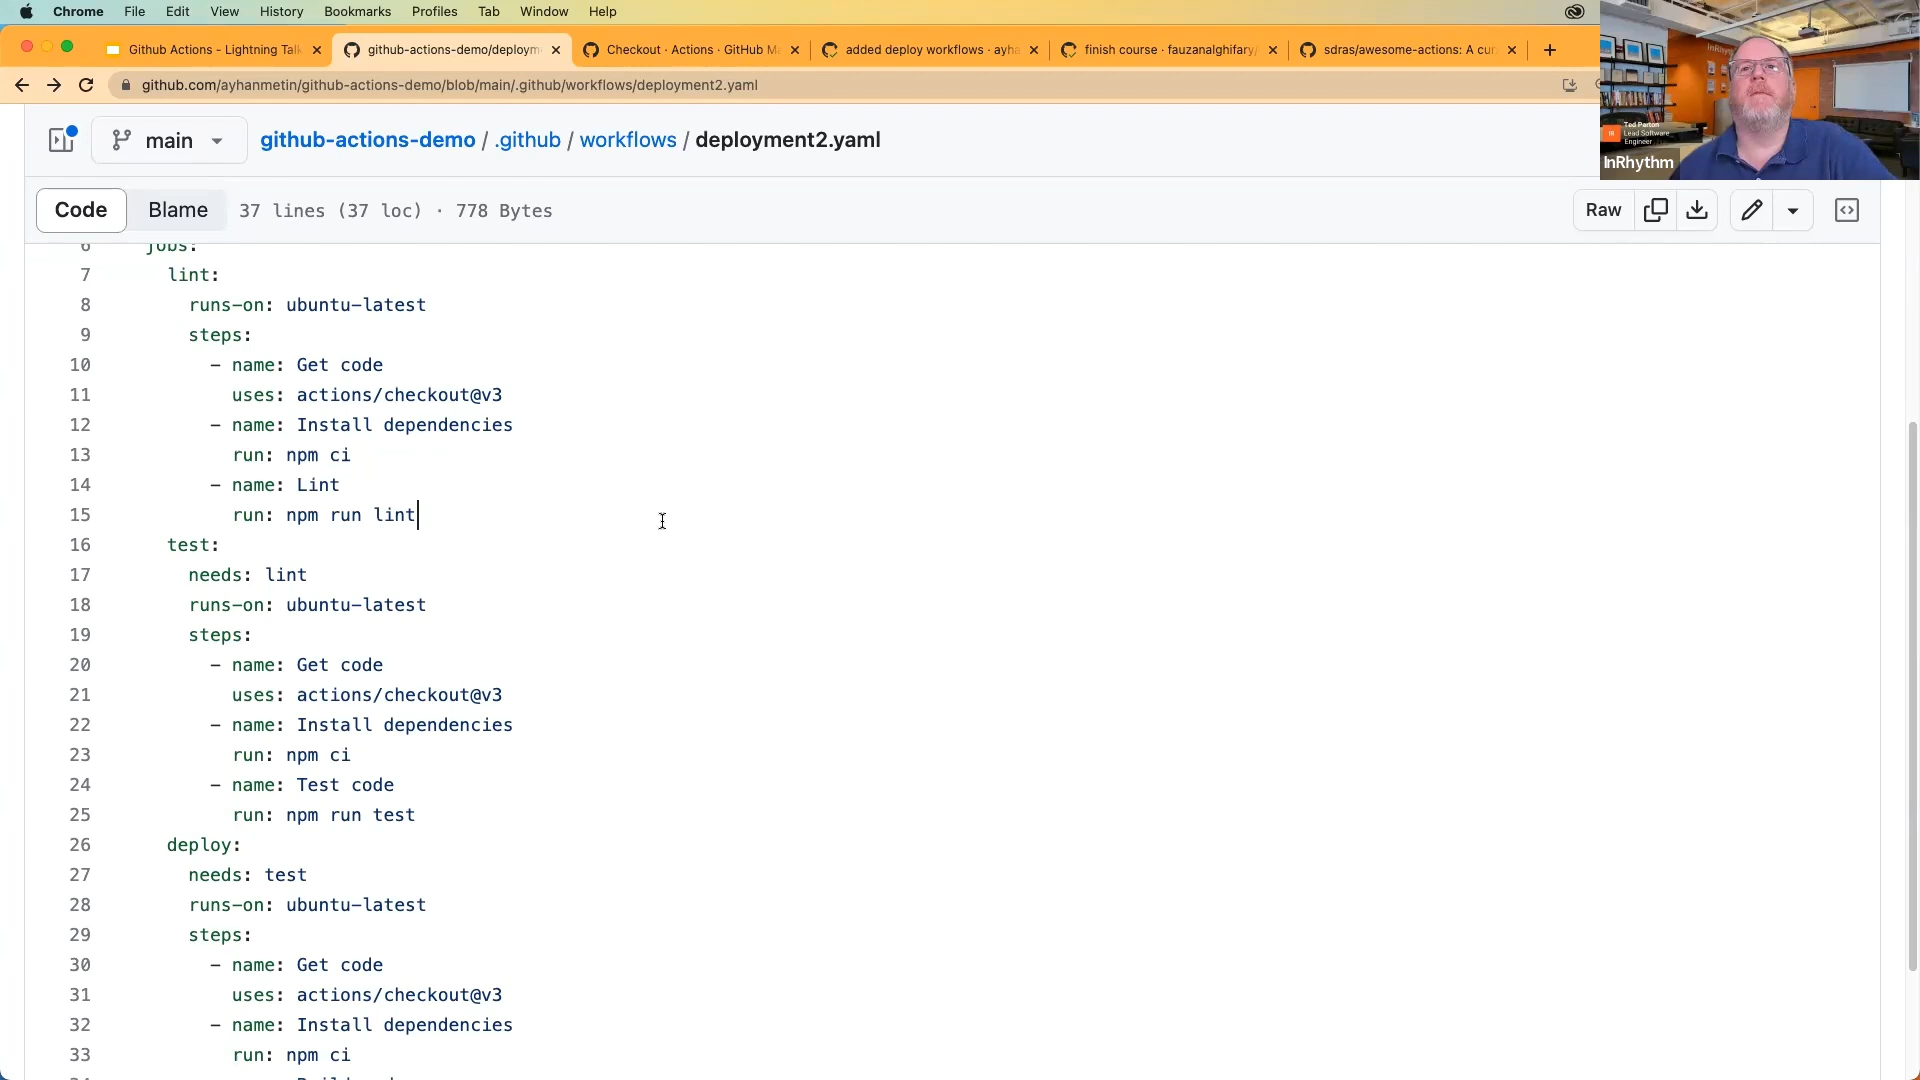 Chrome File Edit View History Bookmarks Profiles Tab Window Help
Github Actions - Lightning Talk
github-actions-demo/deploym
Checkout · Actions · GitHub Ma
added deploy workflows · ayha
finish course · fauzanalghifary/
sdras/awesome-actions: A cur
github.com/ayhanmetin/github-actions-demo/blob/main/.github/workflows/deployment2.yaml
Ted Parton
Lead Software
Engineer
InRhythm
main
github-actions-demo / .github / workflows / deployment2.yaml
Code Blame 37 lines (37 loc) · 778 Bytes Raw
6 jobs:
7 lint:
8 runs-on: ubuntu-latest
9 steps:
10 - name: Get code
11 uses: actions/checkout@v3
12 - name: Install dependencies
13 run: npm ci
14 - name: Lint
15 run: npm run lint
16 test:
17 needs: lint
18 runs-on: ubuntu-latest
19 steps:
20 - name: Get code
21 uses: actions/checkout@v3
22 - name: Install dependencies
23 run: npm ci
24 - name: Test code
25 run: npm run test
26 deploy:
27 needs: test
28 runs-on: ubuntu-latest
29 steps:
30 - name: Get code
31 uses: actions/checkout@v3
32 - name: Install dependencies
33 run: npm ci